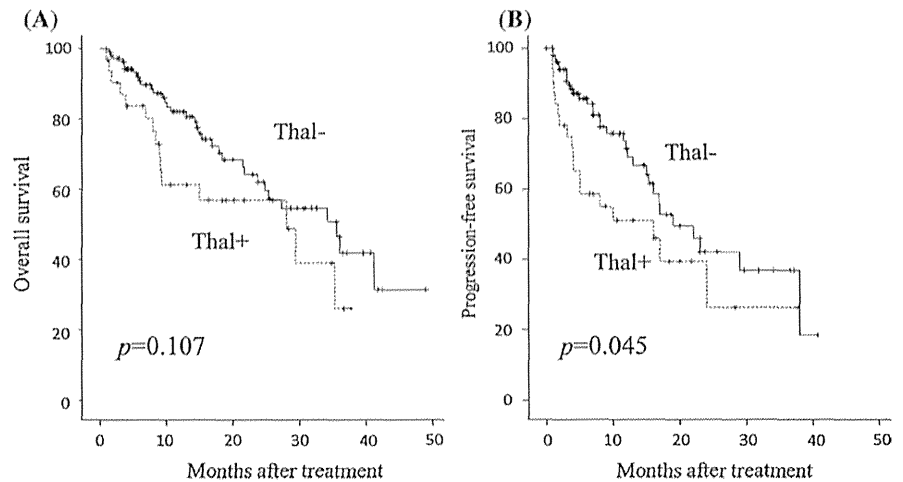 (A)
Overall survival
100
80
60
40
20
0
Thal-
Thal+
p=0.107
0 10 20 30 40 50
Months after treatment
(B)
Progression-free survival
100
80
60
40
20
0
Thal-
Thal+
p=0.045
0 10 20 30 40 50
Months after treatment